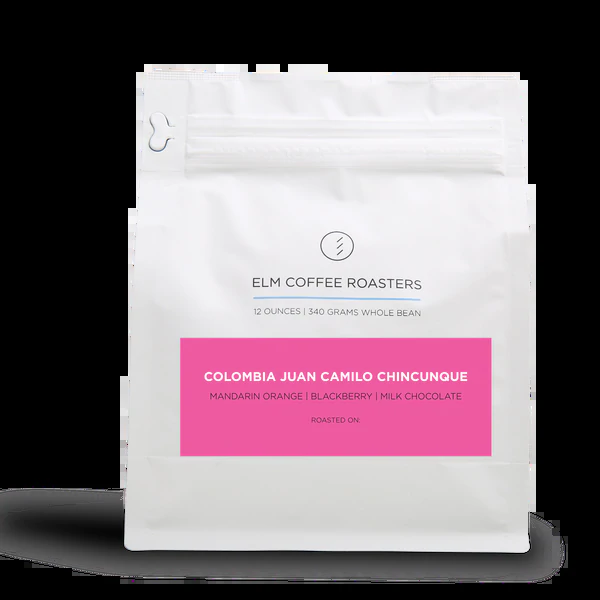 ELM COFFEE ROASTERS
12 OUNCES | 340 GRAMS WHOLE BEAN
COLOMBIA JUAN CAMILO CHINCUNQUE
MANDARIN ORANGE | BLACKBERRY | MILK CHOCOLATE
ROASTED ON: